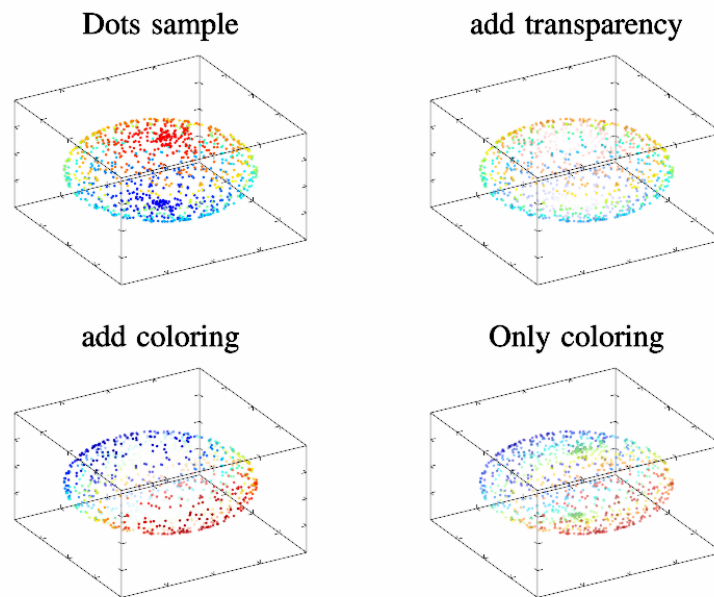 Dots sample
add transparency
add coloring
Only coloring